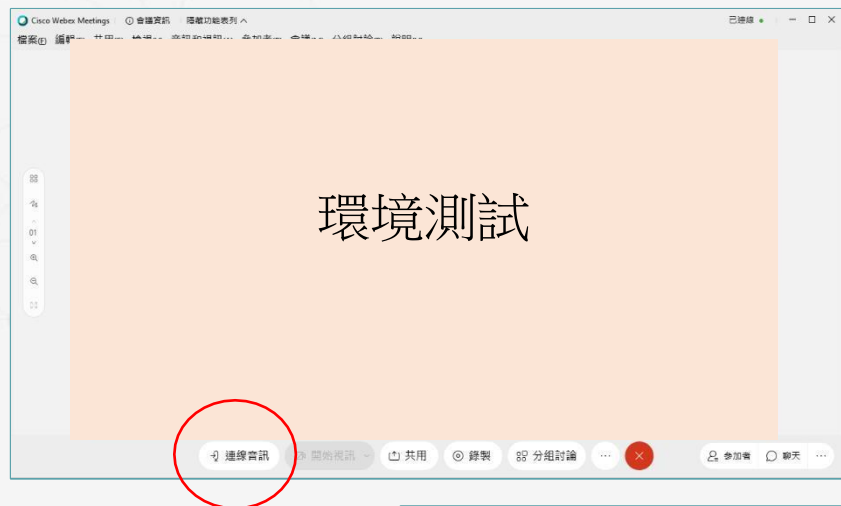 Cisco Webex Meetings 會議資訊 隱藏功能表列 已連線
檔案(F)
環境測試
01
連線音訊 開始視訊 共用 錄製 分組討論 ... 參加者 聊天 ...